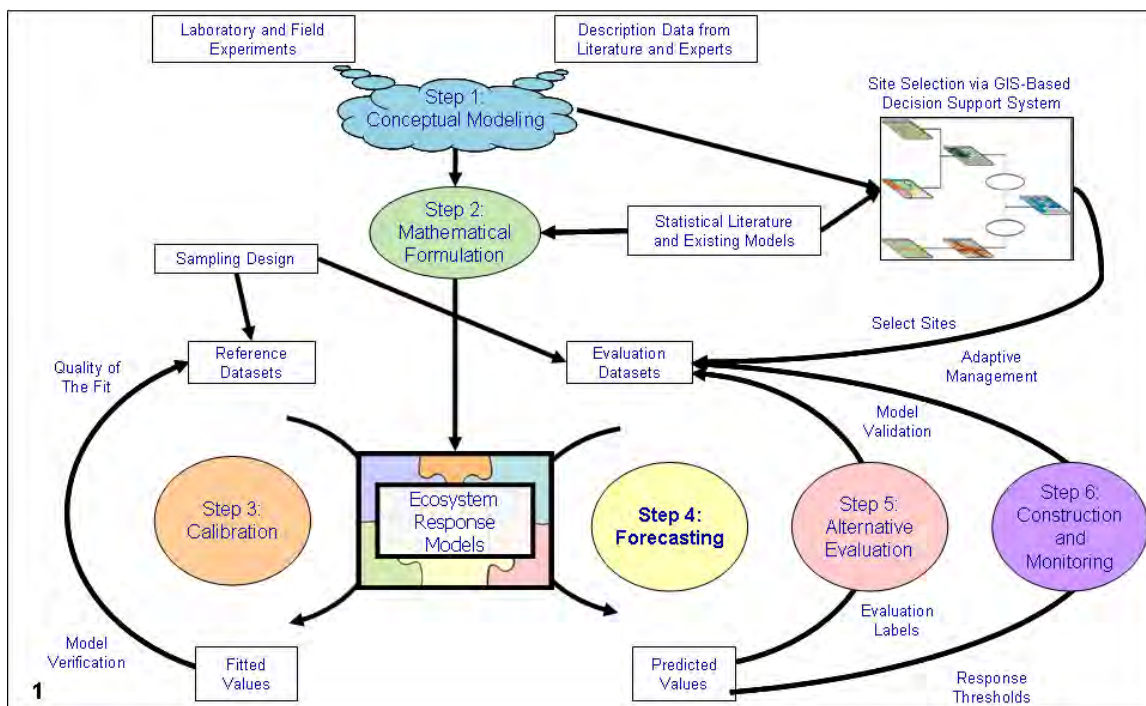 Laboratory and Field
Experiments
Description Data from
Literature and Experts
Step 1:
Conceptual Modeling
Site Selection via GIS-Based
Decision Support System
Step 2:
Mathematical
Formulation
Statistical Literature
and Existing Models
Sampling Design
Select Sites
Quality of
The Fit
Reference
Datasets
Evaluation
Datasets
Adaptive
Management
Model
Validation
Step 3:
Calibration
Ecosystem
Response
Models
Step 4:
Forecasting
Step 5:
Alternative
Evaluation
Step 6:
Construction
and
Monitoring
Evaluation
Labels
Model
Verification
Fitted
Values
Predicted
Values
Response
Thresholds
1